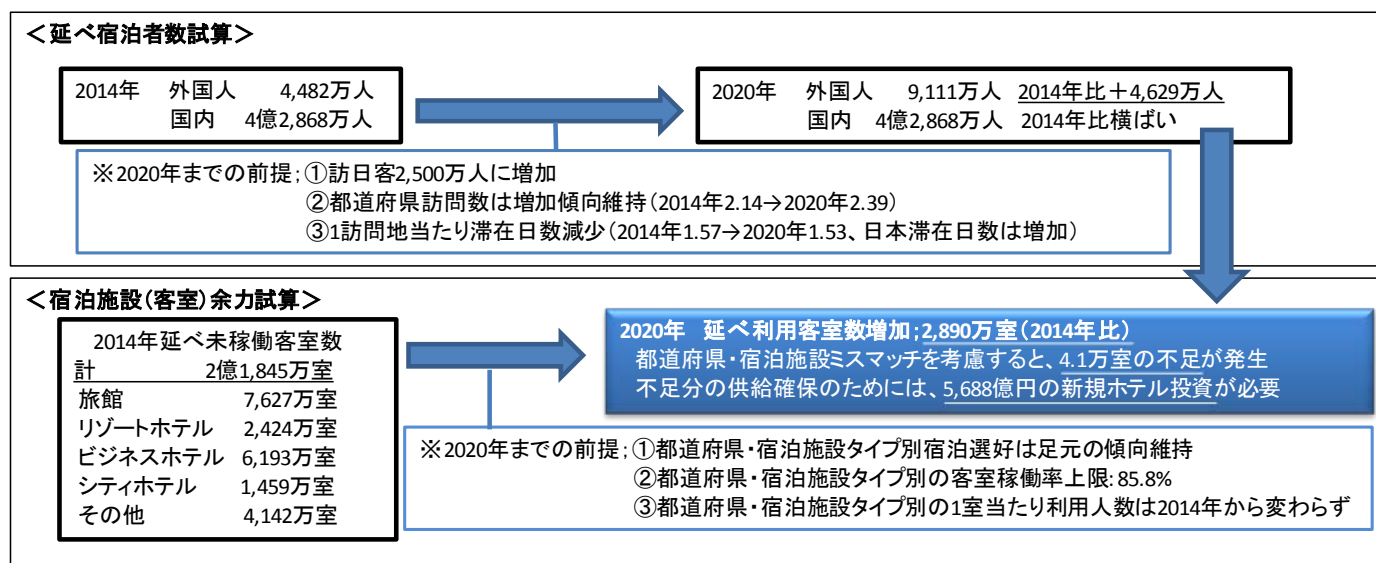 ＜延べ宿泊者数試算＞
2014年　外国人　4,482万人
国内　4億2,868万人
2020年　外国人　9,111万人　2014年比＋4,629万人
国内　4億2,868万人　2014年比横ばい
※2020年までの前提；①訪日客2,500万人に増加
②都道府県訪問数は増加傾向維持（2014年2.14→2020年2.39）
③1訪問地当たり滞在日数減少（2014年1.57→2020年1.53、日本滞在日数は増加）
＜宿泊施設（客室）余力試算＞
2014年延べ未稼働客室数
計　2億1,845万室
旅館　7,627万室
リゾートホテル　2,424万室
ビジネスホテル　6,193万室
シティホテル　1,459万室
その他　4,142万室
2020年　延べ利用客室数増加；2,890万室（2014年比）
都道府県・宿泊施設ミスマッチを考慮すると、4.1万室の不足が発生
不足分の供給確保のためには、5,688億円の新規ホテル投資が必要
※2020年までの前提；①都道府県・宿泊施設タイプ別宿泊選好は足元の傾向維持
②都道府県・宿泊施設タイプ別の客室稼働率上限：85.8%
③都道府県・宿泊施設タイプ別の1室当たり利用人数は2014年から変わらず